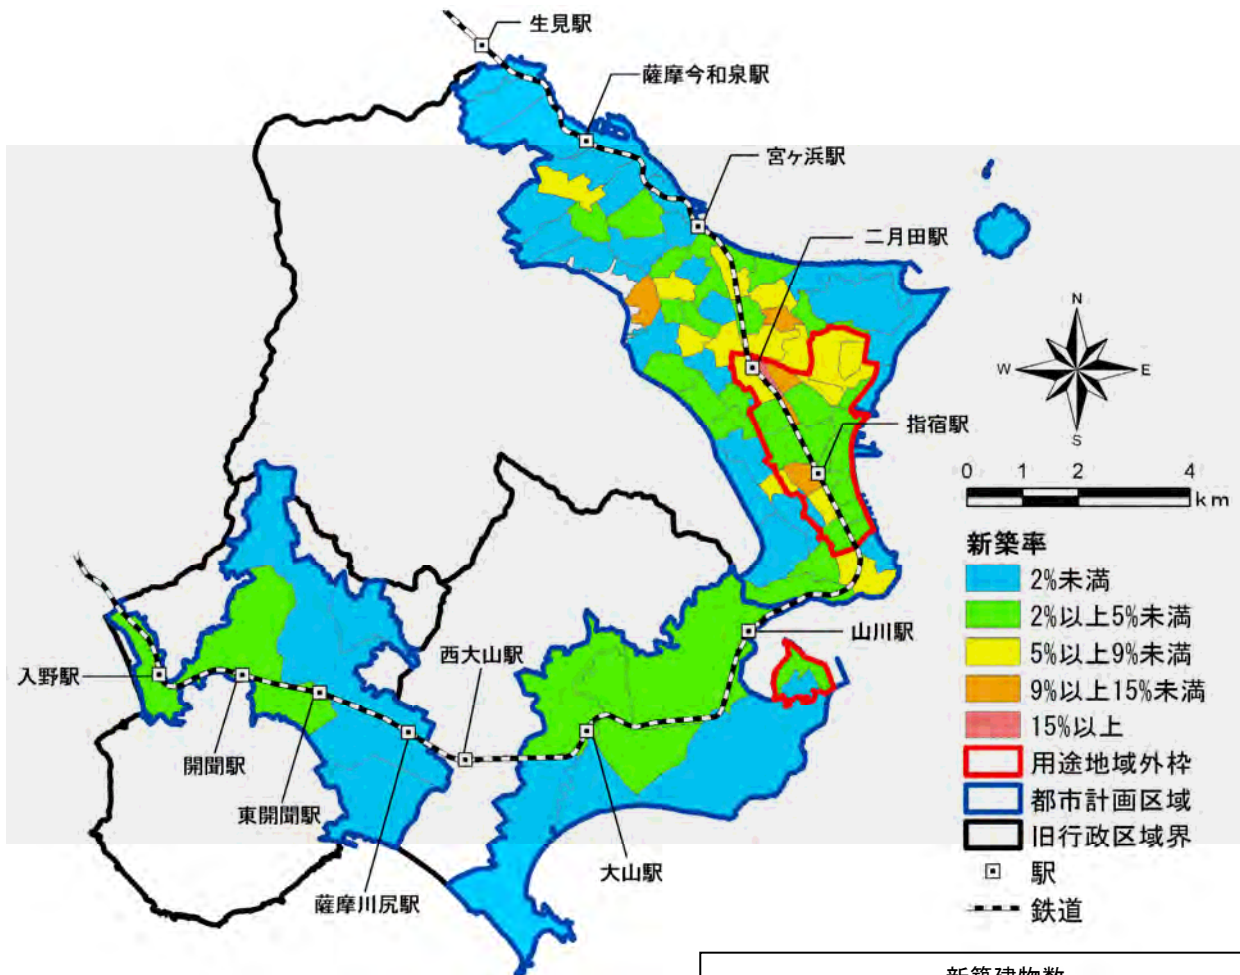 生見駅
薩摩今和泉駅
宮ヶ浜駅
二月田駅
N
W
E
S
指宿駅
0 1 2 4
km
新築率
2%未満
2%以上5%未満
5%以上9%未満
9%以上15%未満
15%以上
用途地域外枠
都市計画区域
旧行政区域界
駅
鉄道
山川駅
西大山駅
入野駅
開聞駅
東開聞駅
大山駅
薩摩川尻駅
新築建物数